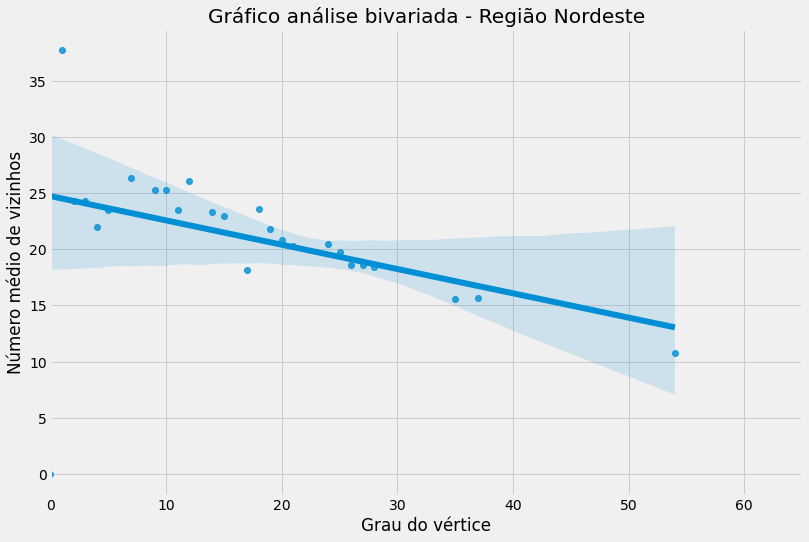 Gráfico análise bivariada - Região Nordeste
Número médio de vizinhos
35
30
25
20
15
10
5
0
0 10 20 30 40 50 60
Grau do vértice